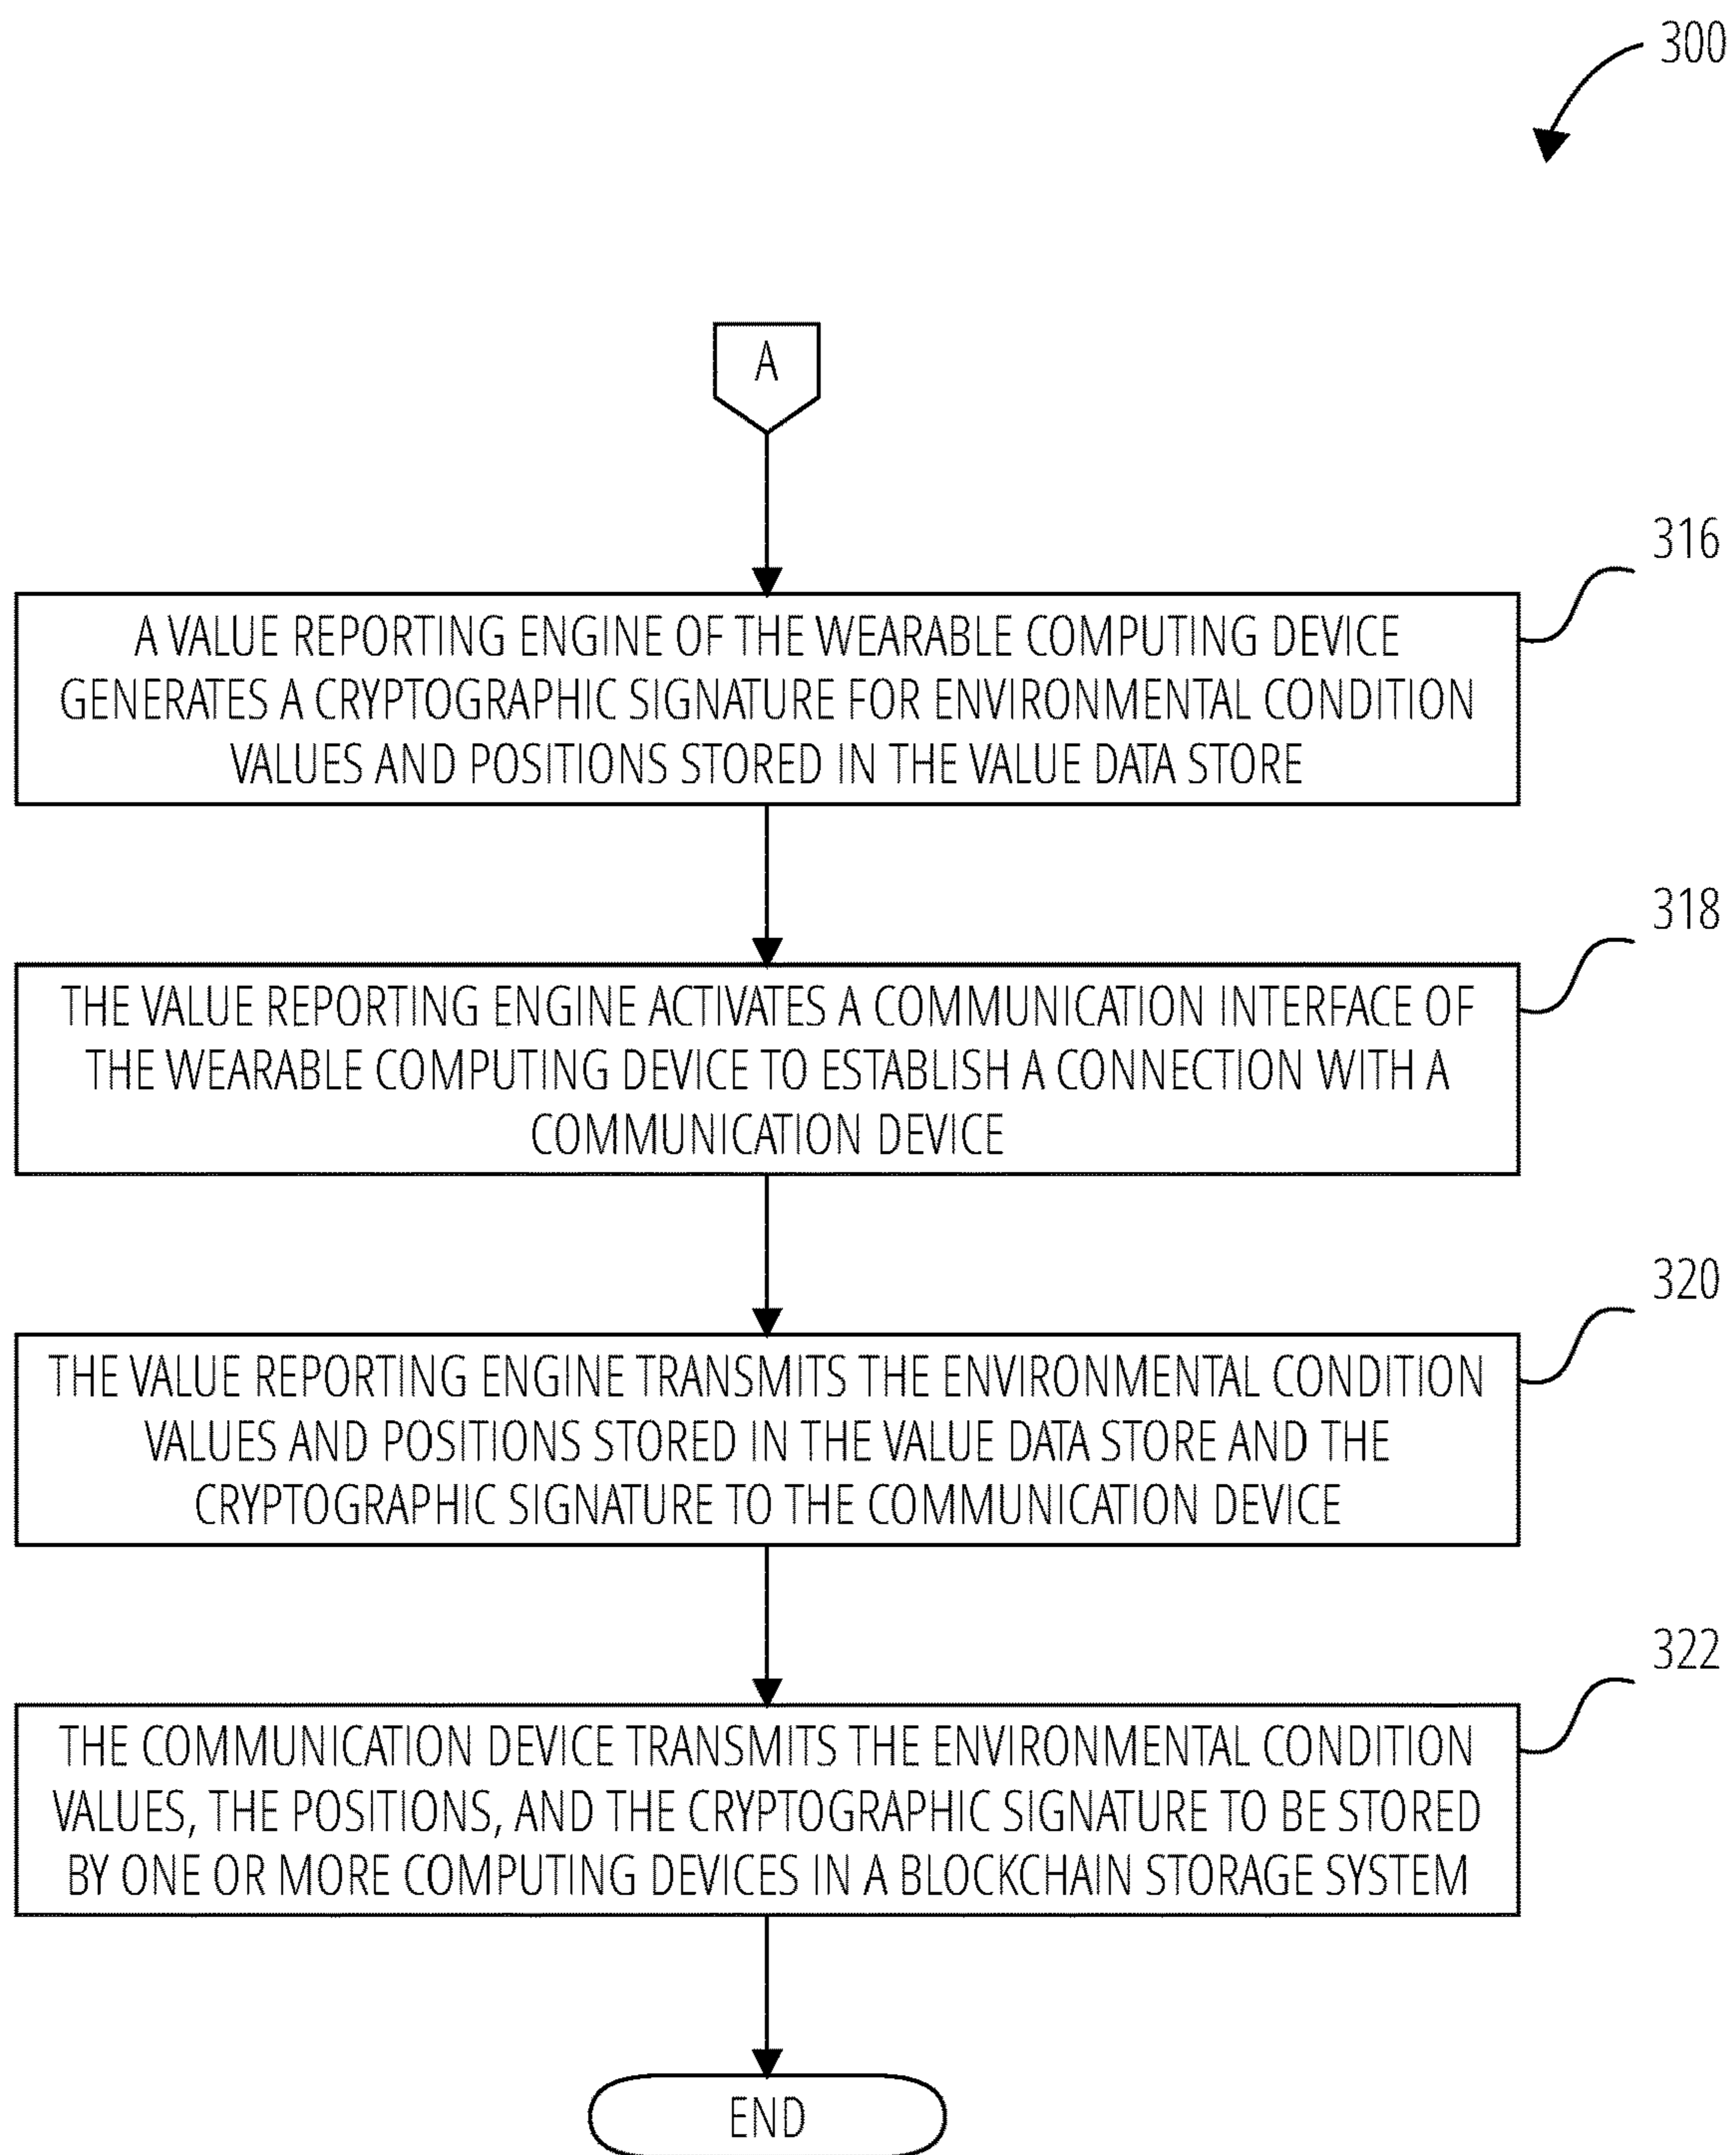 300
A
316
A VALUE REPORTING ENGINE OF THE WEARABLE COMPUTING DEVICE
GENERATES A CRYPTOGRAPHIC SIGNATURE FOR ENVIRONMENTAL CONDITION
VALUES AND POSITIONS STORED IN THE VALUE DATA STORE
318
THE VALUE REPORTING ENGINE ACTIVATES A COMMUNICATION INTERFACE OF
THE WEARABLE COMPUTING DEVICE TO ESTABLISH A CONNECTION WITH A
COMMUNICATION DEVICE
320
THE VALUE REPORTING ENGINE TRANSMITS THE ENVIRONMENTAL CONDITION
VALUES AND POSITIONS STORED IN THE VALUE DATA STORE AND THE
CRYPTOGRAPHIC SIGNATURE TO THE COMMUNICATION DEVICE
322
THE COMMUNICATION DEVICE TRANSMITS THE ENVIRONMENTAL CONDITION
VALUES, THE POSITIONS, AND THE CRYPTOGRAPHIC SIGNATURE TO BE STORED
BY ONE OR MORE COMPUTING DEVICES IN A BLOCKCHAIN STORAGE SYSTEM
END